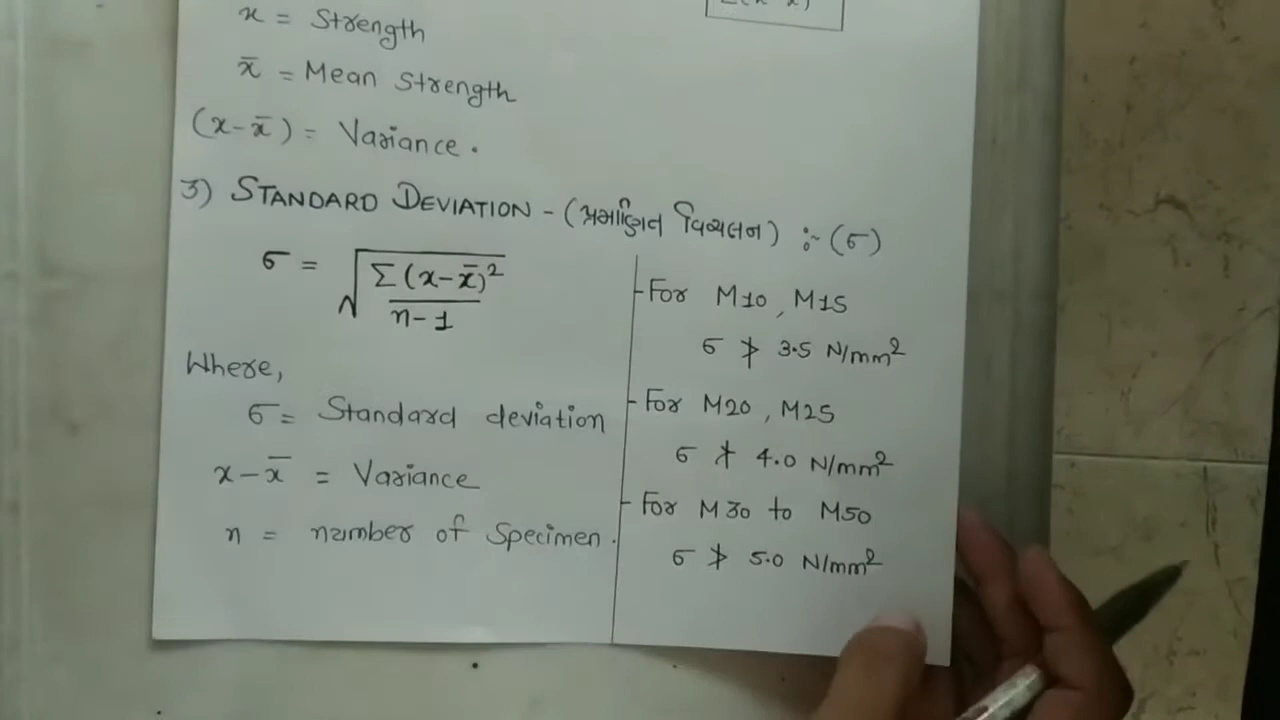 x = Strength
x̄ = Mean strength
(x-x̄) = Variance.
3) STANDARD DEVIATION - (પ્રમાણિત વિચલન) :- (σ)
σ = √(Σ(x-x̄)²/n-1)
Where,
σ = Standard deviation
x-x̄ = Variance
n = number of Specimen.
For M10, M15
σ ≯ 3.5 N/mm²
For M20, M25
σ ≯ 4.0 N/mm²
For M30 to M50
σ ≯ 5.0 N/mm²